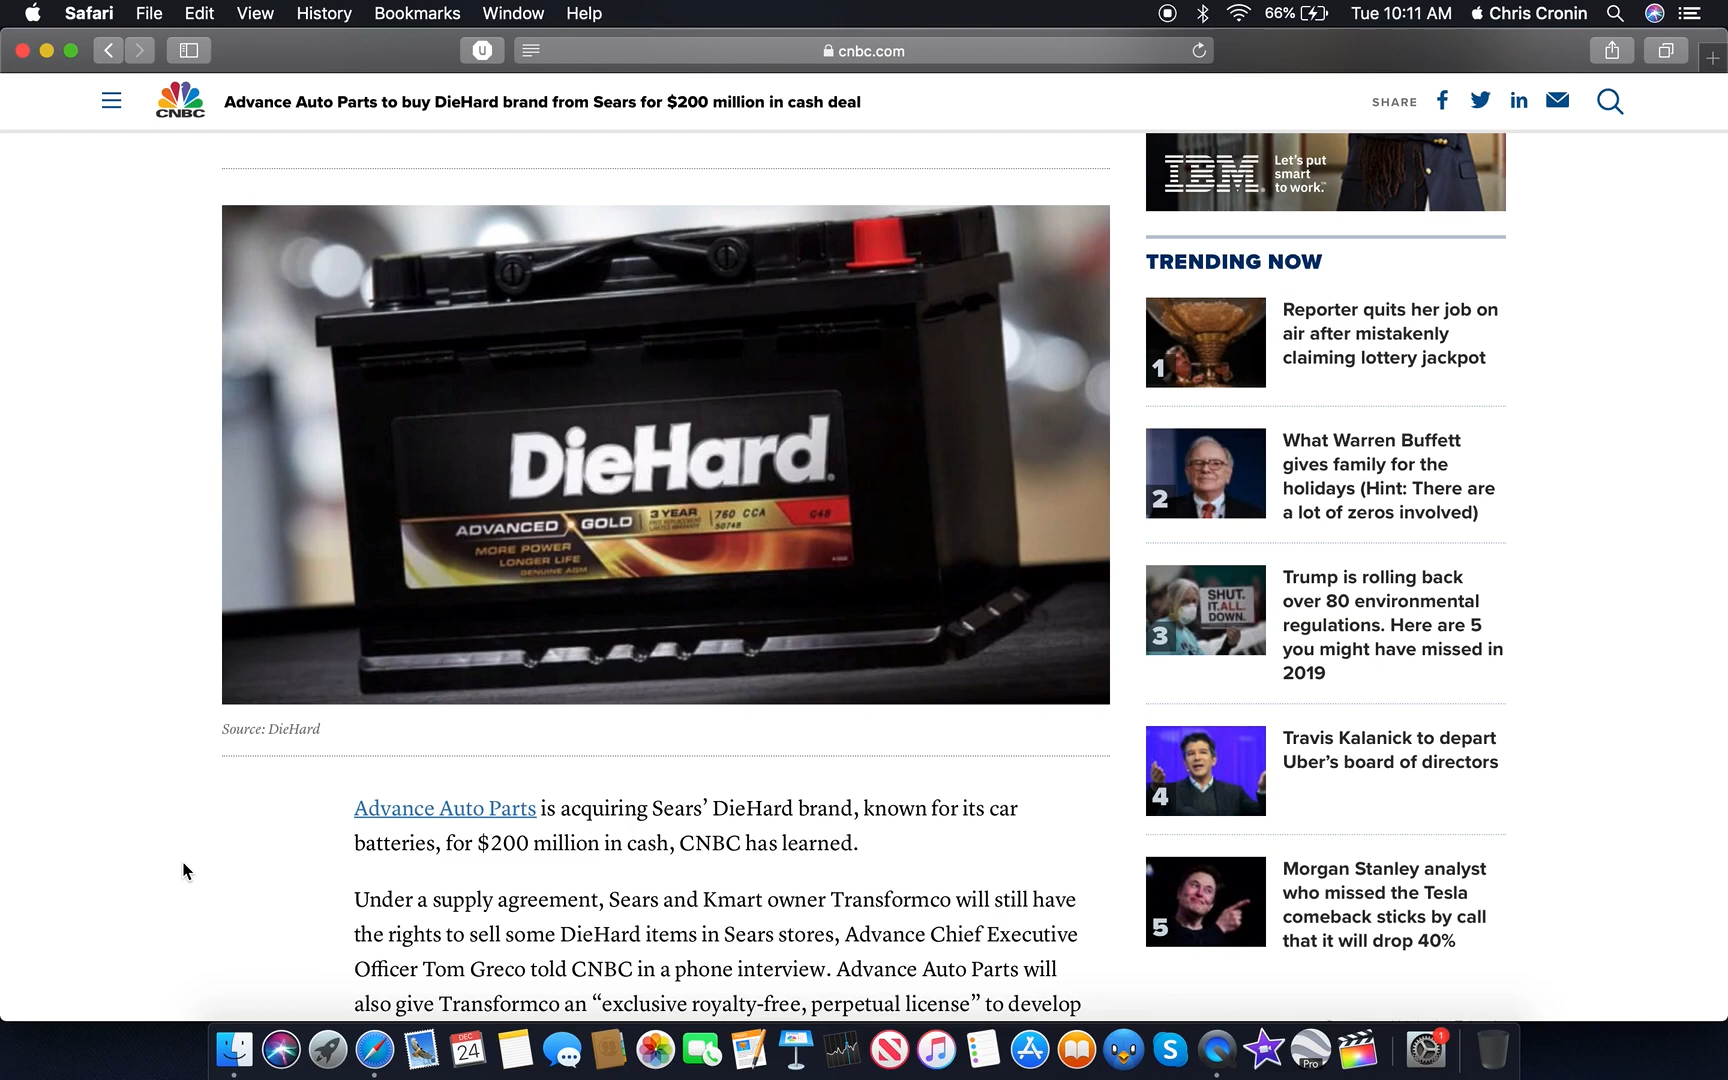 Safari File Edit View History Bookmarks Window Help 66% Tue 10:11 AM Chris Cronin
cnbc.com
CNBC
Advance Auto Parts to buy DieHard brand from Sears for $200 million in cash deal
SHARE
IBM
Let's put
smart
to work.
DieHard
ADVANCED GOLD
3 YEAR
760 CCA
50748
G48
MORE POWER
LONGER LIFE
GENUINE AGM
Source: DieHard
Advance Auto Parts is acquiring Sears’ DieHard brand, known for its car
batteries, for $200 million in cash, CNBC has learned.
Under a supply agreement, Sears and Kmart owner Transformco will still have
the rights to sell some DieHard items in Sears stores, Advance Chief Executive
Officer Tom Greco told CNBC in a phone interview. Advance Auto Parts will
also give Transformco an “exclusive royalty-free, perpetual license” to develop
TRENDING NOW
1
Reporter quits her job on
air after mistakenly
claiming lottery jackpot
2
What Warren Buffett
gives family for the
holidays (Hint: There are
a lot of zeros involved)
SHUT.
IT.ALL.
DOWN.
3
Trump is rolling back
over 80 environmental
regulations. Here are 5
you might have missed in
2019
4
Travis Kalanick to depart
Uber’s board of directors
5
Morgan Stanley analyst
who missed the Tesla
comeback sticks by call
that it will drop 40%
DEC
24
Pro
1